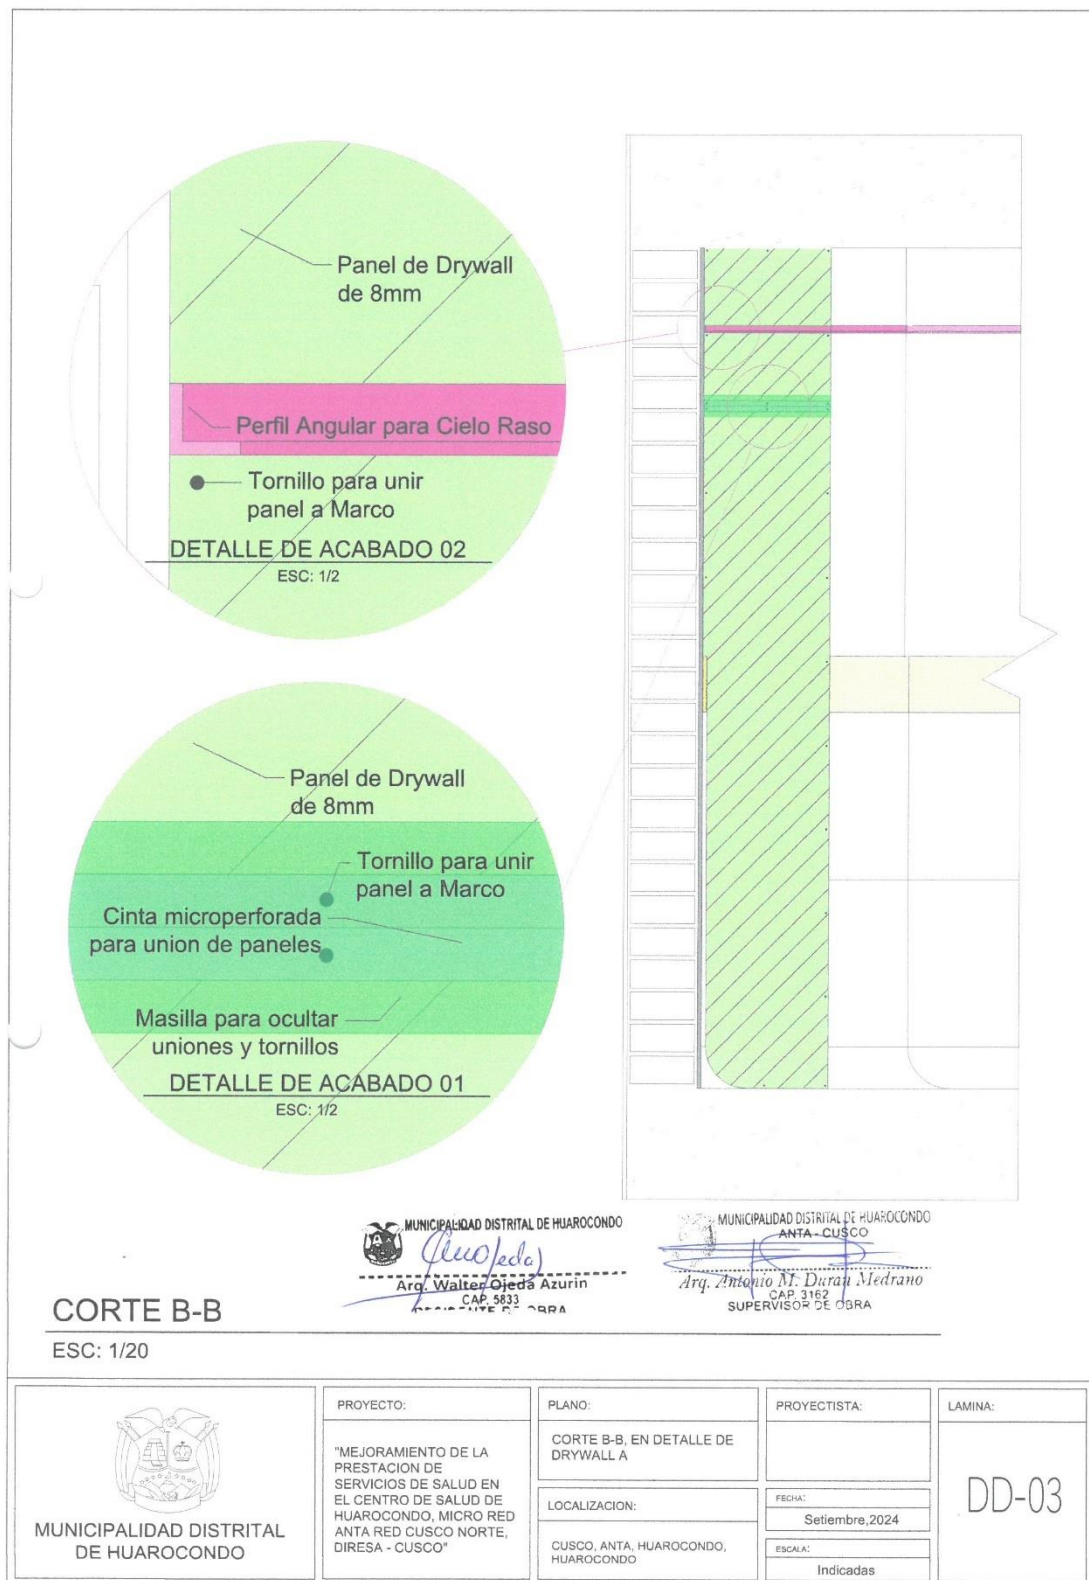 Panel de Drywall
de 8mm
Perfil Angular para Cielo Raso
Tornillo para unir
panel a Marco
DETALLE DE ACABADO 02
ESC: 1/2
Panel de Drywall
de 8mm
Tornillo para unir
panel a Marco
Cinta microperforada
para union de paneles
Masilla para ocultar
uniones y tornillos
DETALLE DE ACABADO 01
ESC: 1/2
MUNICIPALIDAD DISTRITAL DE HUAROCONDO
Arq. Walter Ojeda Azurin
CAP. 5833
RESIDENTE DE OBRA
MUNICIPALIDAD DISTRITAL DE HUAROCONDO
ANTA - CUSCO
Arq. Antonio M. Duran Medrano
CAP. 3162
SUPERVISOR DE OBRA
CORTE B-B
ESC: 1/20
MUNICIPALIDAD DISTRITAL
DE HUAROCONDO
PROYECTO:
"MEJORAMIENTO DE LA
PRESTACION DE
SERVICIOS DE SALUD EN
EL CENTRO DE SALUD DE
HUAROCONDO, MICRO RED
ANTA RED CUSCO NORTE,
DIRESA - CUSCO"
PLANO:
CORTE B-B, EN DETALLE DE
DRYWALL A
LOCALIZACION:
CUSCO, ANTA, HUAROCONDO,
HUAROCONDO
PROYECTISTA:
FECHA:
Setiembre,2024
ESCALA:
Indicadas
LAMINA:
DD-03